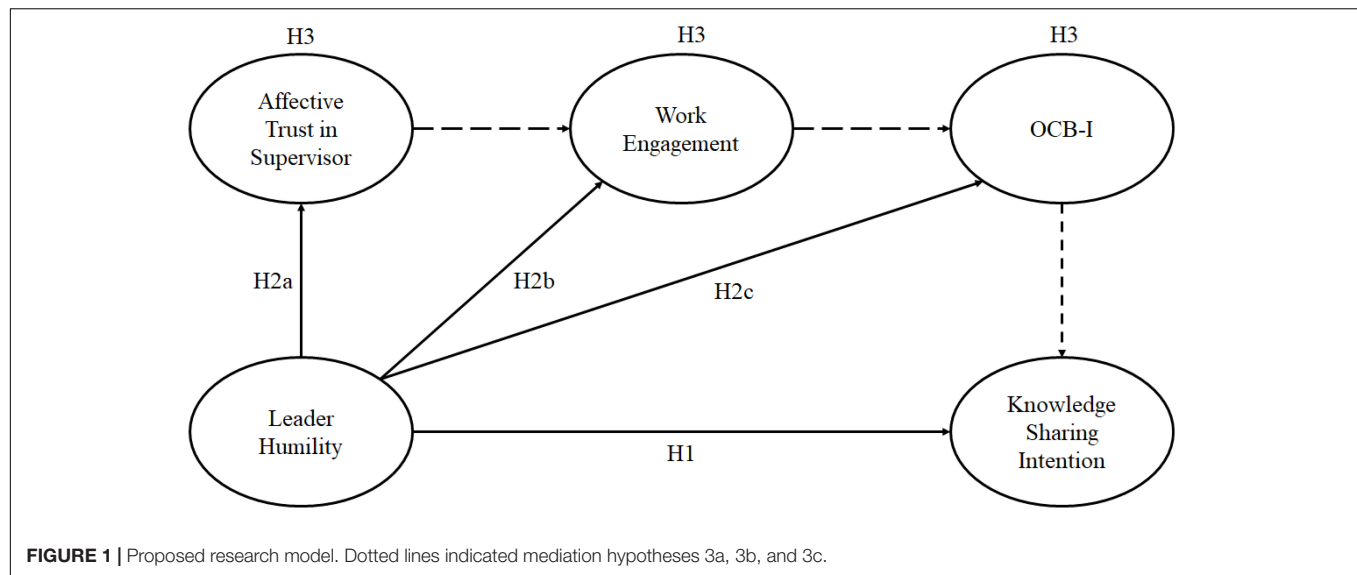 H3
H3
H3
Affective
Trust in
Supervisor
Work
Engagement
OCB-I
H2a
H2b
H2c
Leader
Humility
H1
Knowledge
Sharing
Intention
FIGURE 1 | Proposed research model. Dotted lines indicated mediation hypotheses 3a, 3b, and 3c.